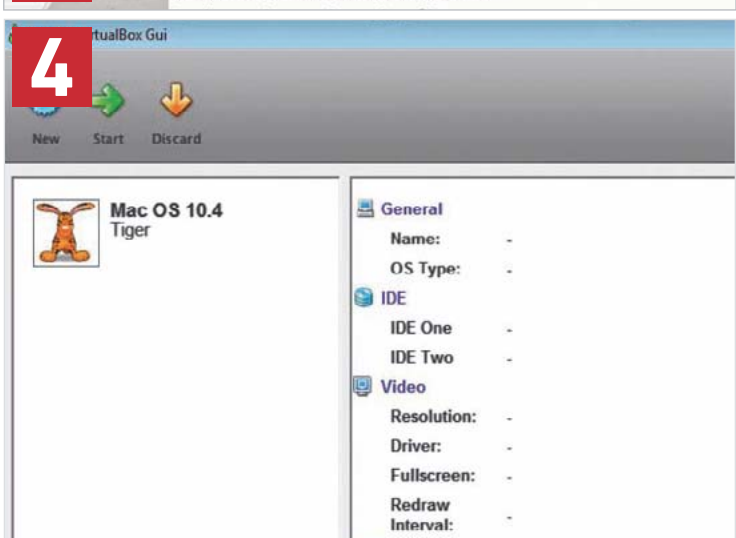 4
tualBox Gui
New Start Discard
Mac OS 10.4
Tiger
General
Name: -
OS Type: -
IDE
IDE One -
IDE Two -
Video
Resolution: -
Driver: -
Fullscreen: -
Redraw
Interval: -